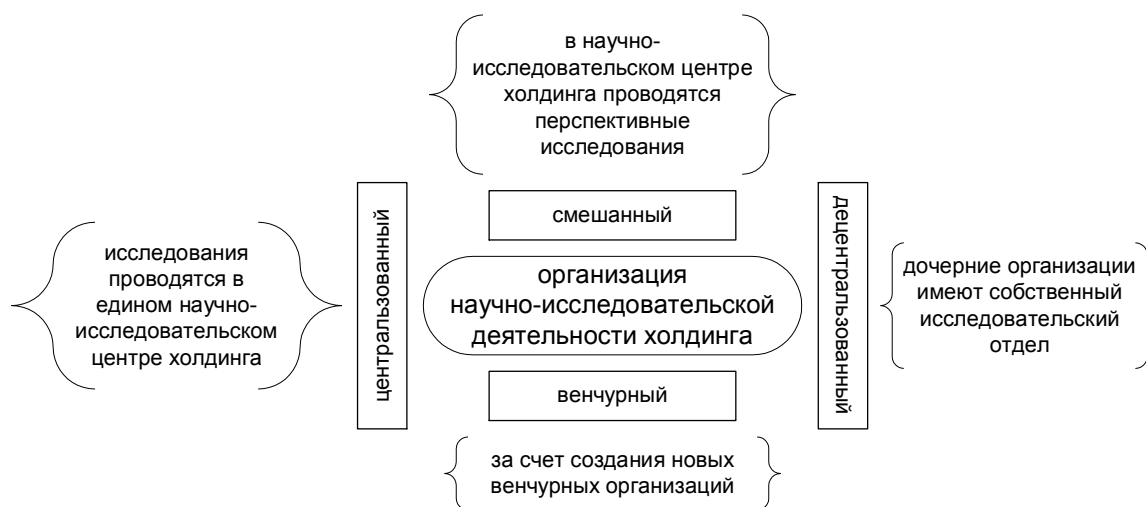 в научно-
исследовательском центре
холдинга проводятся
перспективные
исследования
смешанный
централизованный
децентрализованный
исследования
проводятся в
едином научно-
исследовательском
центре холдинга
организация
научно-исследовательской
деятельности холдинга
дочерние организации
имеют собственный
исследовательский
отдел
венчурный
за счет создания новых
венчурных организаций